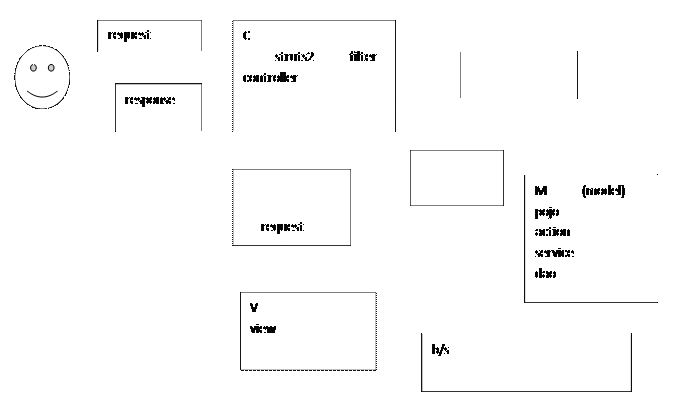 request
response
C
struts2 filter
controller
request
M (model)
pojo
action
service
dao
V
view
b/s